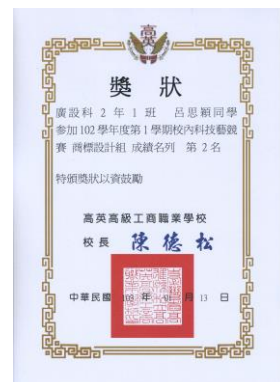 高英
獎狀
廣設科 2 年 1 班 呂思穎同學
參加 102 學年度第 1 學期校內科技藝競
賽 商標設計組 成績名列 第 2 名
特頒獎狀以資鼓勵
高英高級工商職業學校
校長 陳德松
中華民國 103 年 月 13 日